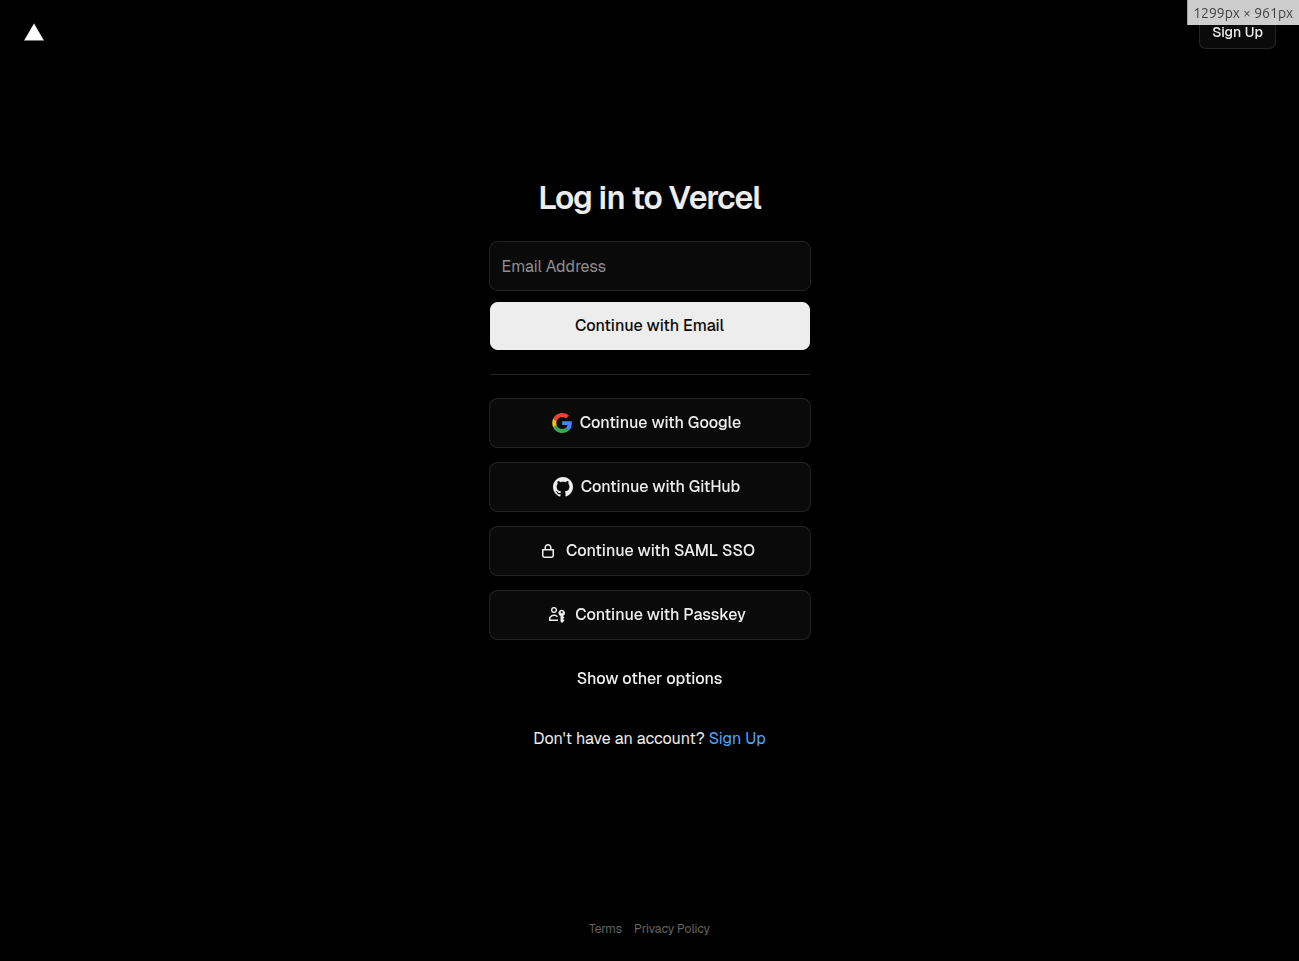 1299px × 961px
Sign Up
Log in to Vercel
Email Address
Continue with Email
Continue with Google
Continue with GitHub
Continue with SAML SSO
Continue with Passkey
Show other options
Don't have an account? Sign Up
Terms Privacy Policy